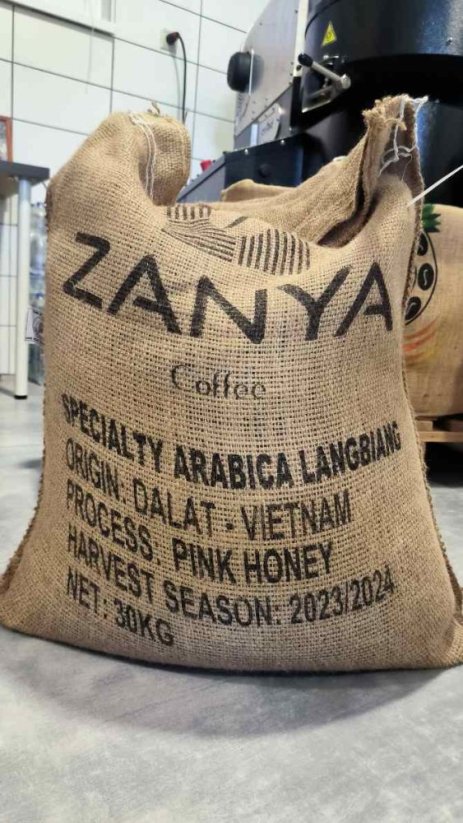 ZANYA
Coffee
SPECIALTY ARABICA LANGBIANG
ORIGIN: DALAT - VIETNAM
PROCESS: PINK HONEY
HARVEST SEASON: 2023/2024
NET: 30KG